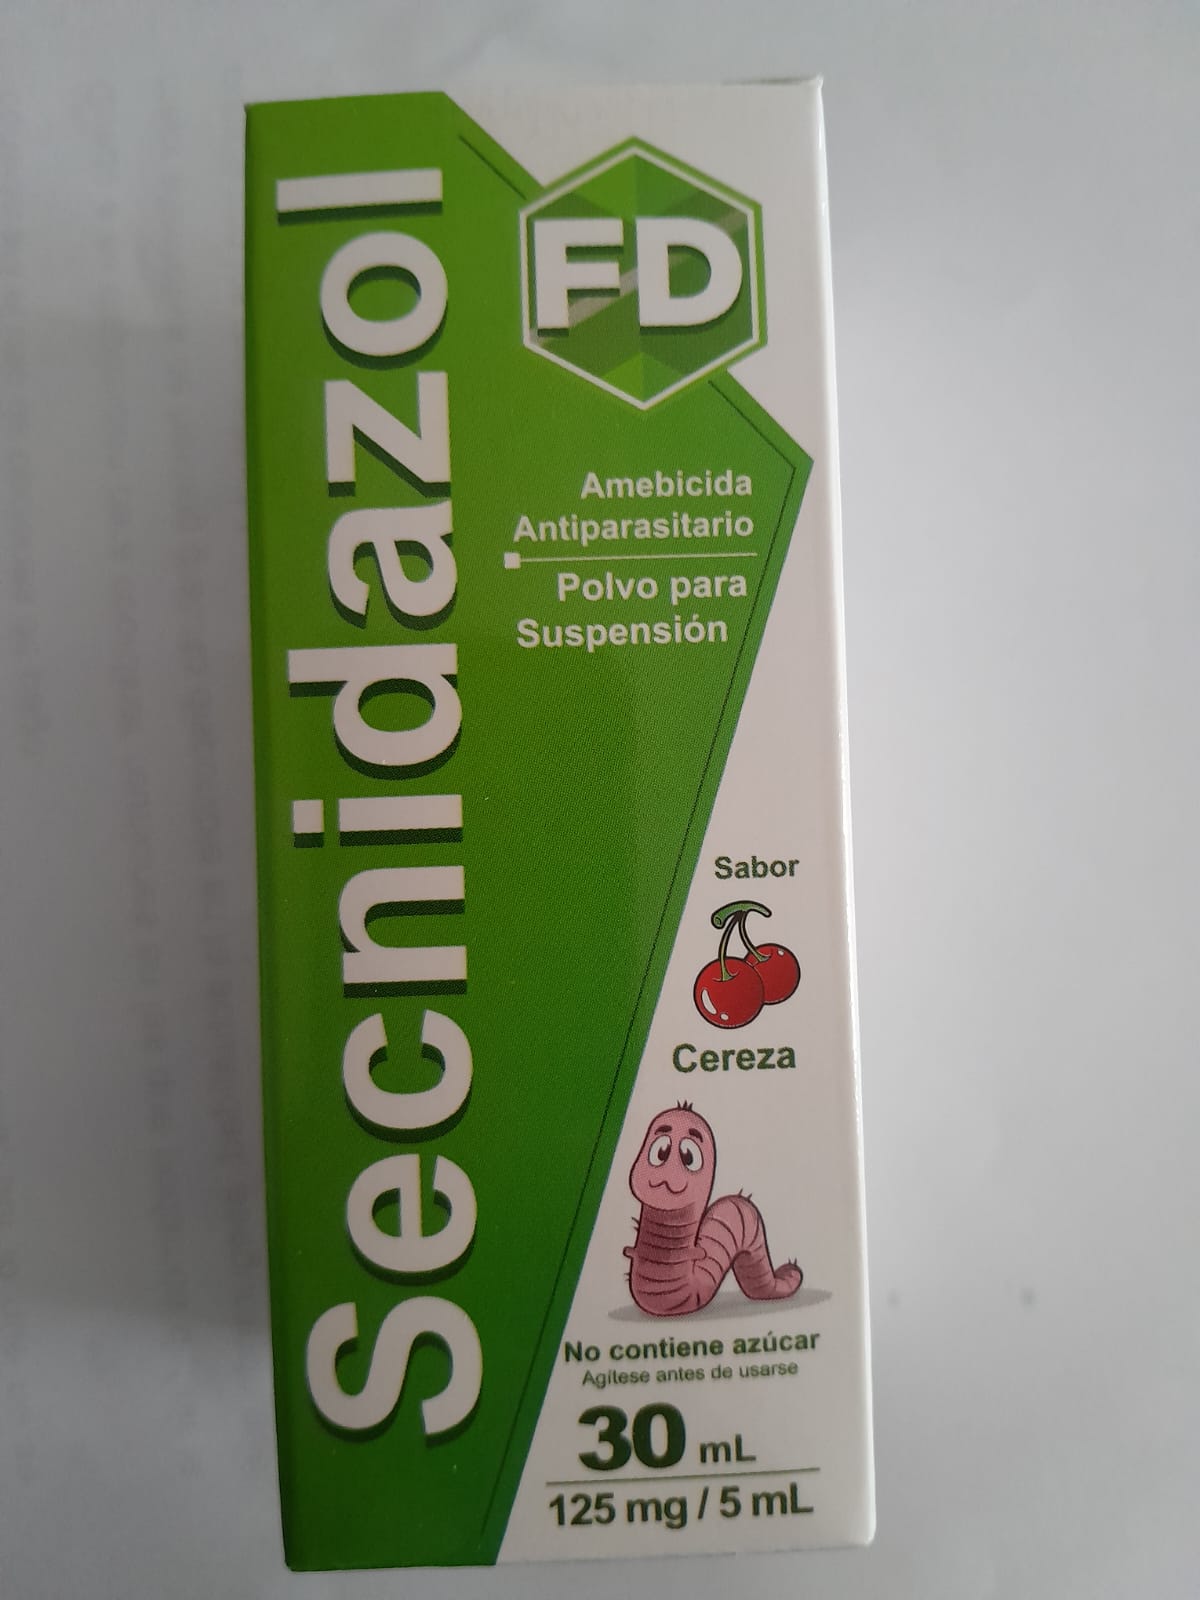 Secnidazol
FD
Amebicida
Antiparasitario
Polvo para
Suspensión
Sabor
Cereza
No contiene azúcar
Agítese antes de usarse
30 mL
125 mg / 5 mL